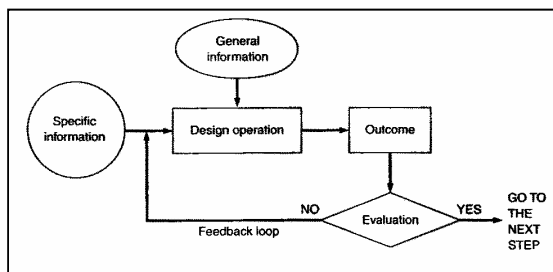 General
information
Specific
information
Design operation
Outcome
NO
Evaluation
YES
GO TO
THE
NEXT
STEP
Feedback loop